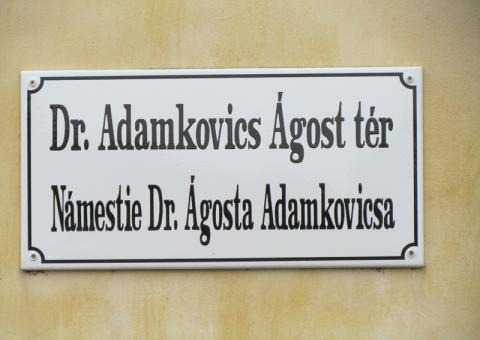 Dr. Adamkovics Ágost tér
Námestie Dr. Ágosta Adamkovicsa